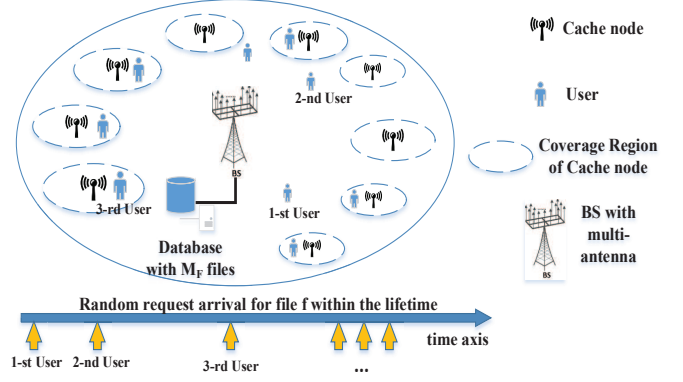 Cache node
2-nd User
User
BS
1-st User
3-rd User
Database
with M_F files
Coverage Region
of Cache node
BS with
multi-
antenna
BS
Random request arrival for file f within the lifetime
time axis
1-st User
2-nd User
3-rd User
...